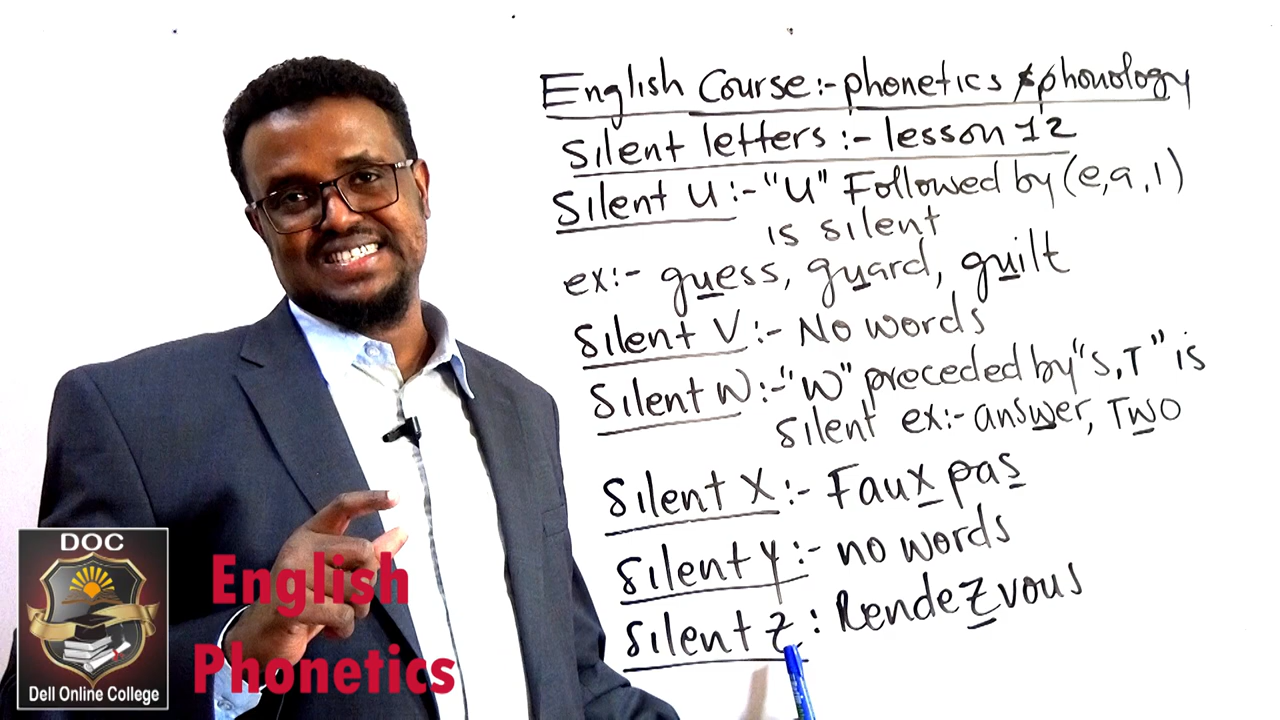 English Course:- phonetics & phonology
Silent letters :- lesson 12
Silent U :- "U" Followed by (e, a, i)
is silent
ex:- guess, guard, guilt
Silent V :- No words
Silent W :- "W" preceded by "S, T" is
silent ex:- answer, Two
Silent X :- Faux pas
Silent y :- no words
Silent z : Rendezvous
DOC
Dell Online College
English
Phonetics